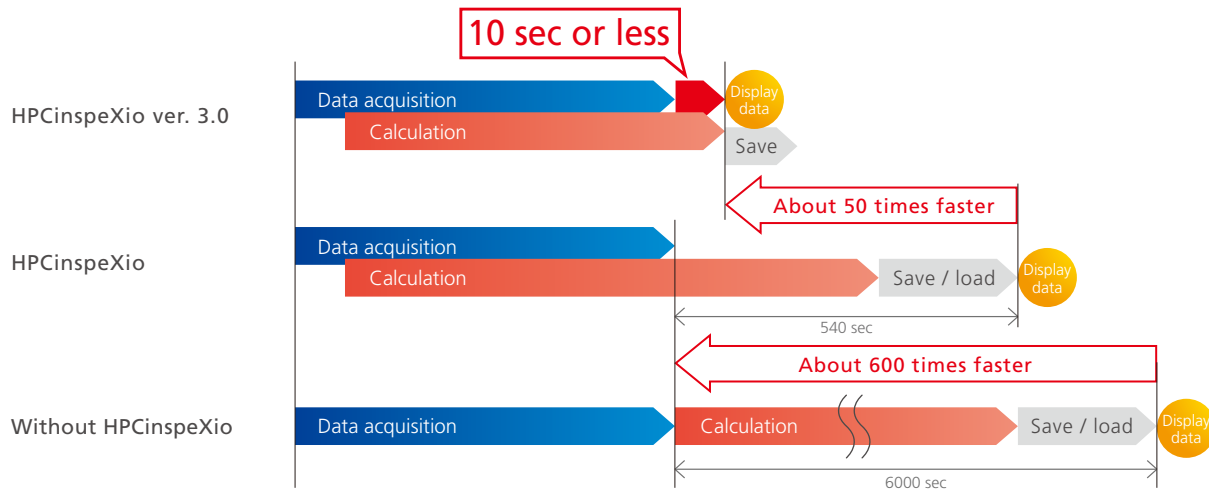 10 sec or less
HPCinspeXio ver. 3.0
Data acquisition
Display
data
Calculation
Save
About 50 times faster
HPCinspeXio
Data acquisition
Calculation
Save / load
Display
data
540 sec
About 600 times faster
Without HPCinspeXio
Data acquisition
Calculation
Save / load
Display
data
6000 sec